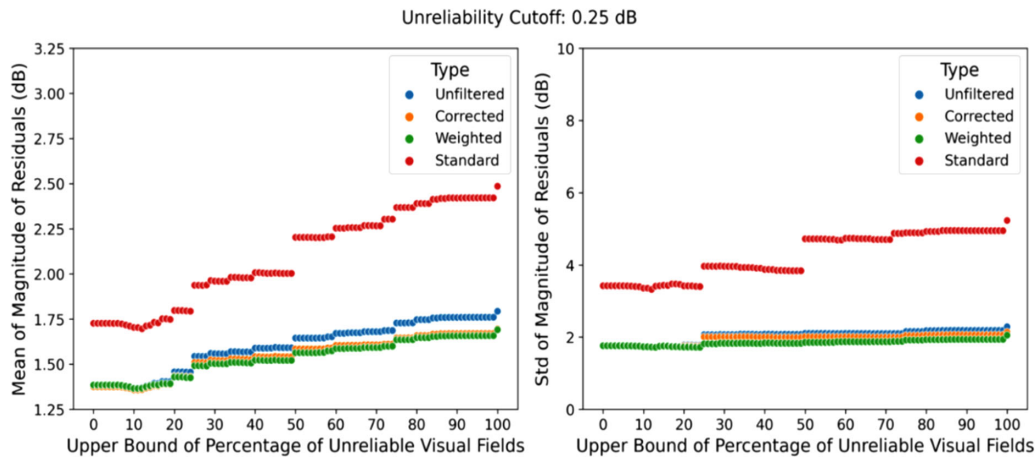 Unreliability Cutoff: 0.25 dB
Mean of Magnitude of Residuals (dB)
3.25
3.00
2.75
2.50
2.25
2.00
1.75
1.50
1.25
Type
Unfiltered
Corrected
Weighted
Standard
0 10 20 30 40 50 60 70 80 90 100
Upper Bound of Percentage of Unreliable Visual Fields
Std of Magnitude of Residuals (dB)
10
8
6
4
2
0
Type
Unfiltered
Corrected
Weighted
Standard
0 10 20 30 40 50 60 70 80 90 100
Upper Bound of Percentage of Unreliable Visual Fields